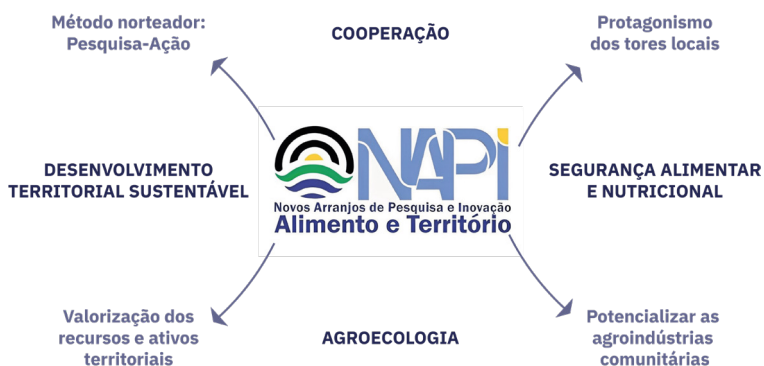 Método norteador:
Pesquisa-Ação
COOPERAÇÃO
Protagonismo
dos tores locais
DESENVOLVIMENTO
TERRITORIAL SUSTENTÁVEL
NAPI
Novos Arranjos de Pesquisa e Inovação
Alimento e Território
SEGURANÇA ALIMENTAR
E NUTRICIONAL
Valorização dos
recursos e ativos
territoriais
AGROECOLOGIA
Potencializar as
agroindústrias
comunitárias